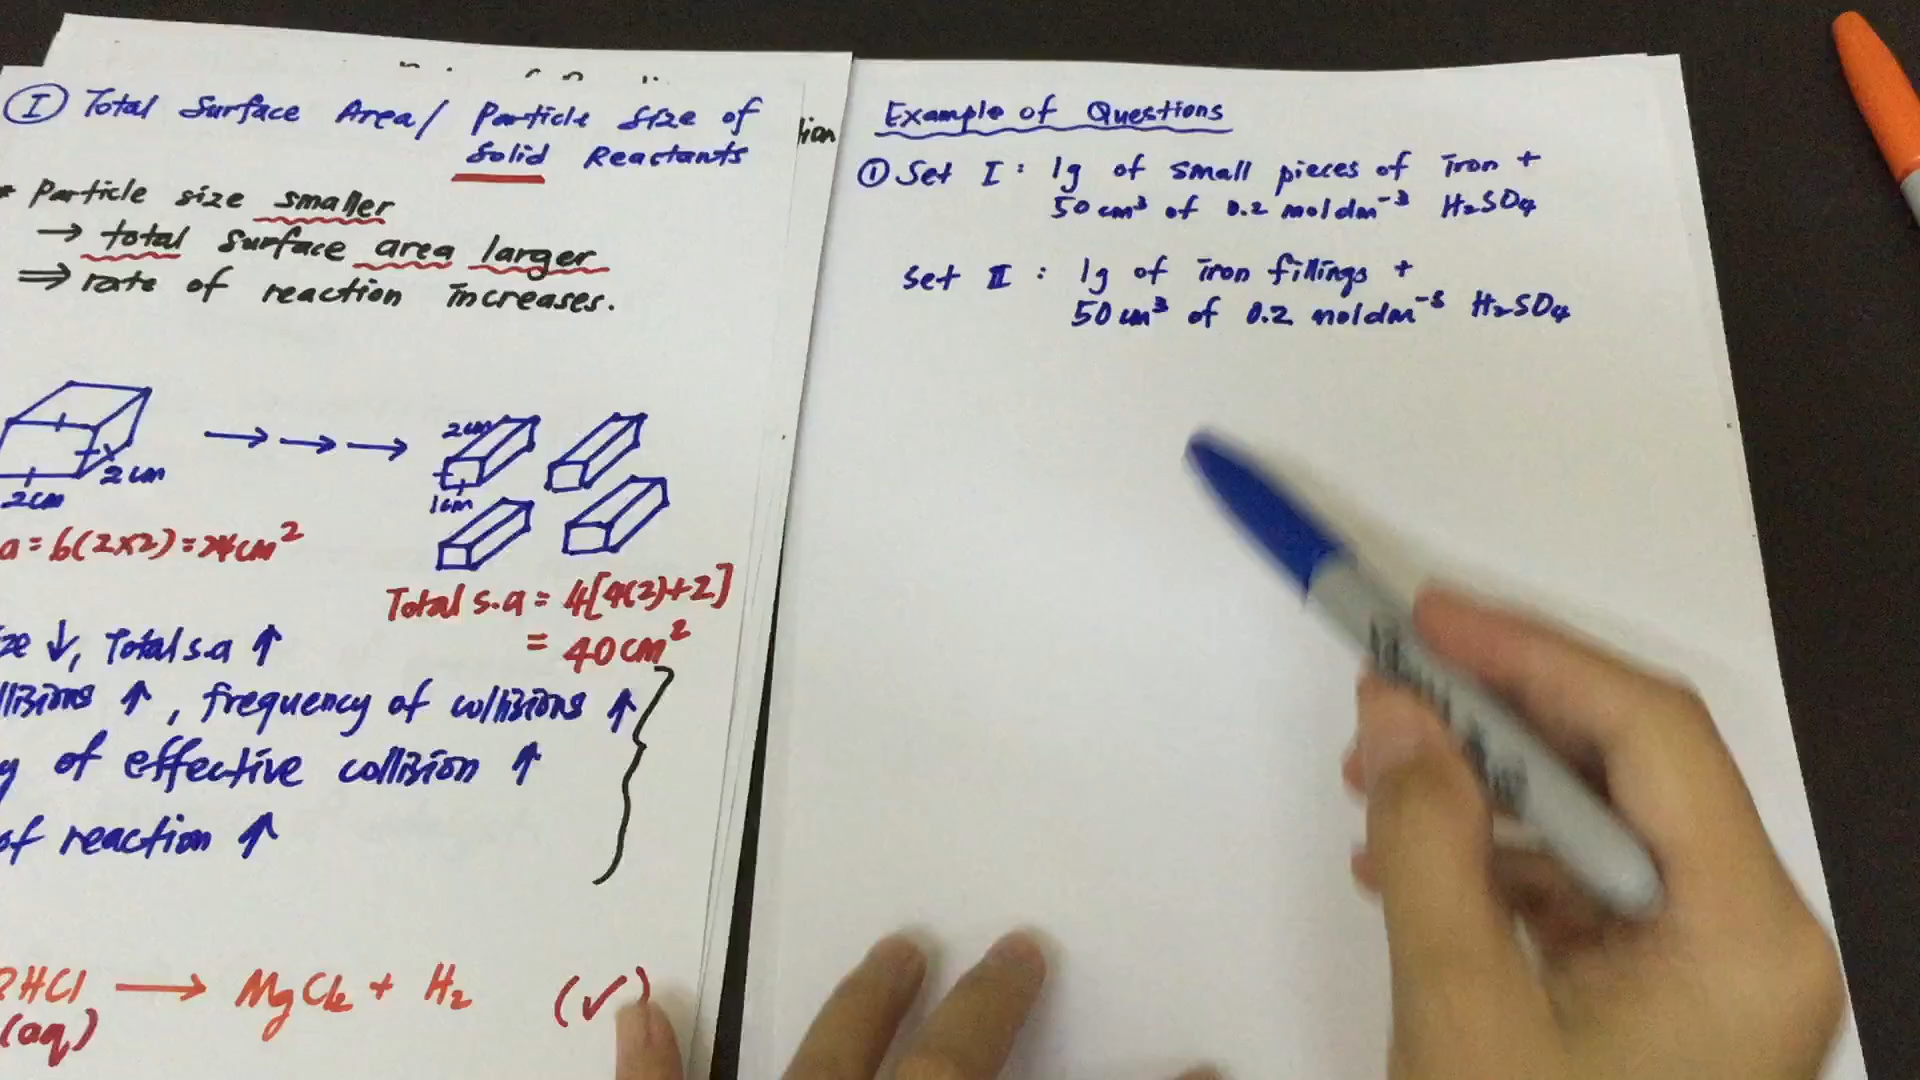 I Total Surface Area/ Particle Size of
Solid Reactants
Particle size smaller
→ total surface area larger
⇒ rate of reaction increases.
2cm
2cm
2cm
1cm
a = 6(2×2) = 24cm²
Total s.a = 4[4(2)+2]
= 40cm²
↓, Total s.a ↑
↑, frequency of collisions ↑
of effective collision ↑
of reaction ↑
2HCl → MgCl₂ + H₂ (✓)
(aq)
Example of Questions
① Set I : 1g of small pieces of iron +
50 cm³ of 0.2 moldm⁻³ H₂SO₄
Set II : 1g of iron fillings +
50 cm³ of 0.2 moldm⁻³ H₂SO₄